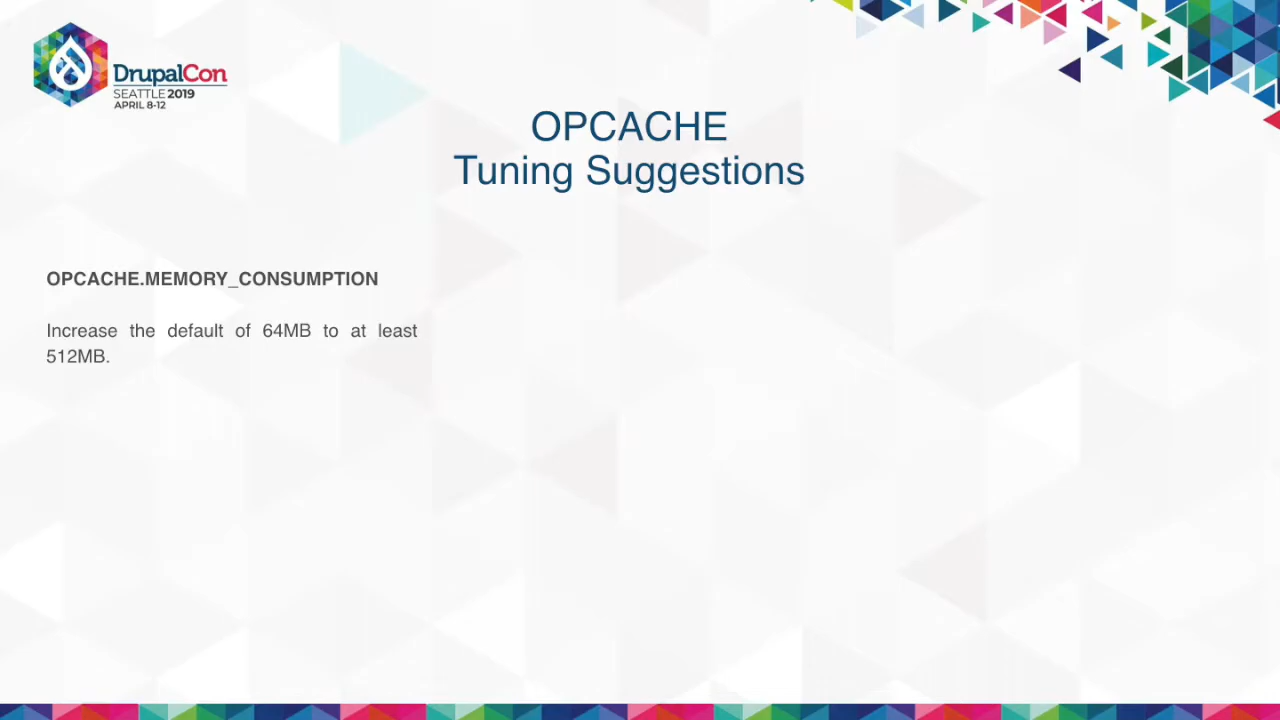 DrupalCon
SEATTLE 2019
APRIL 8-12
OPCACHE
Tuning Suggestions
OPCACHE.MEMORY_CONSUMPTION
Increase the default of 64MB to at least
512MB.